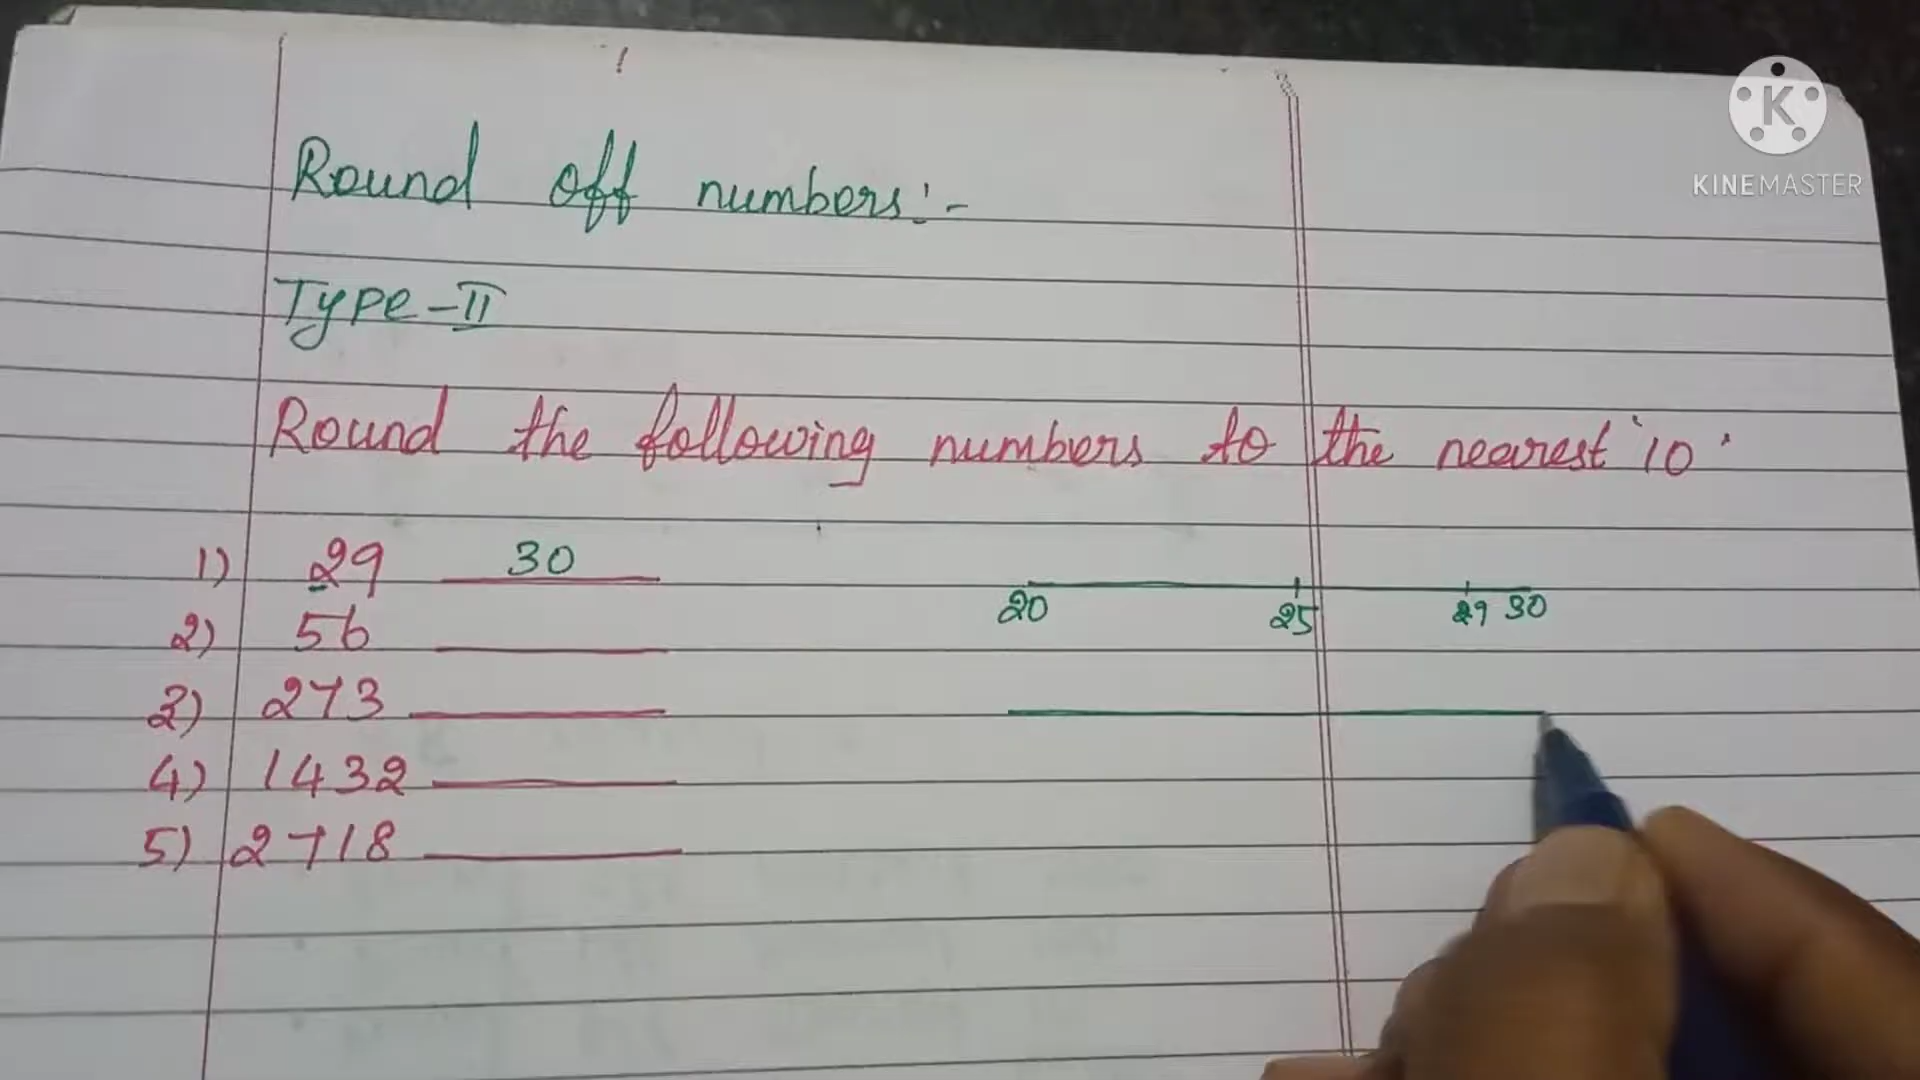 KINEMASTER
Round off numbers:-
Type-II
Round the following numbers to the nearest '10'
1) 29 30
20 25 29 30
2) 56
3) 273
4) 1432
5) 2718